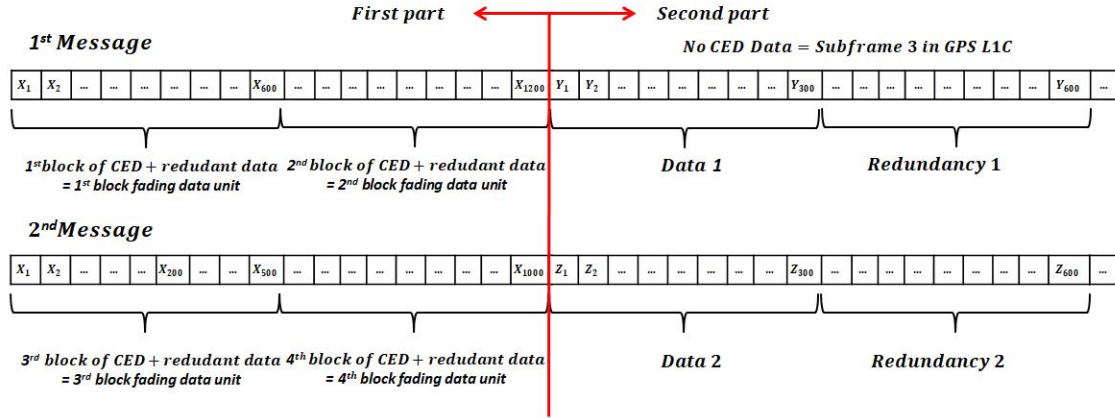 First part Second part
1st Message
No CED Data = Subframe 3 in GPS L1C
X1 X2 ... ... ... ... ... X600 ... ... ... ... ... ... ... X1200 Y1 Y2 ... ... ... ... ... Y300 ... ... ... ... ... ... ... Y600 ...
1st block of CED + redudant data 2nd block of CED + redudant data Data 1 Redundancy 1
= 1st block fading data unit = 2nd block fading data unit
2nd Message
X1 X2 ... ... ... X200 ... ... X500 ... ... ... ... ... ... ... X1000 Z1 Z2 ... ... ... ... ... Z300 ... ... ... ... ... ... ... Z600 ...
3rd block of CED + redudant data 4th block of CED + redudant data Data 2 Redundancy 2
= 3rd block fading data unit = 4th block fading data unit